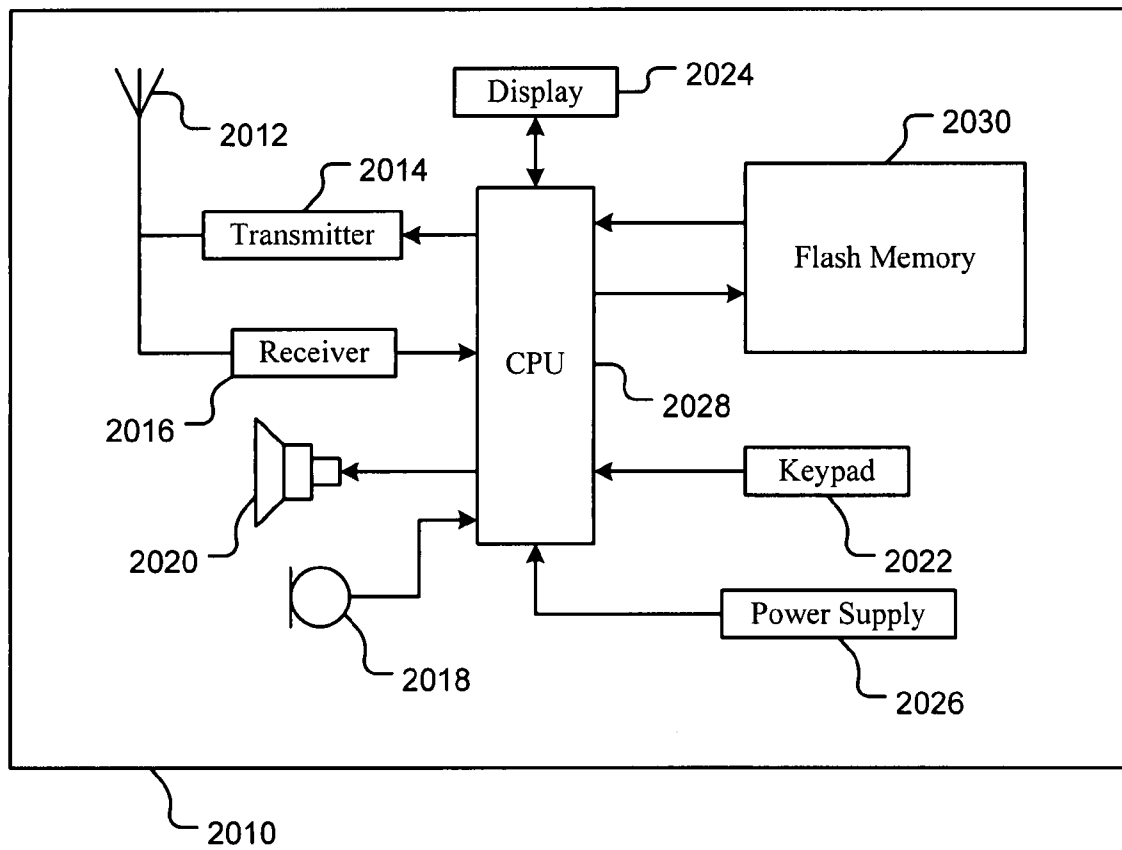 Display
2024
2012
2030
2014
Transmitter
Flash Memory
Receiver
CPU
2016
2028
Keypad
2020
2022
Power Supply
2018
2026
2010